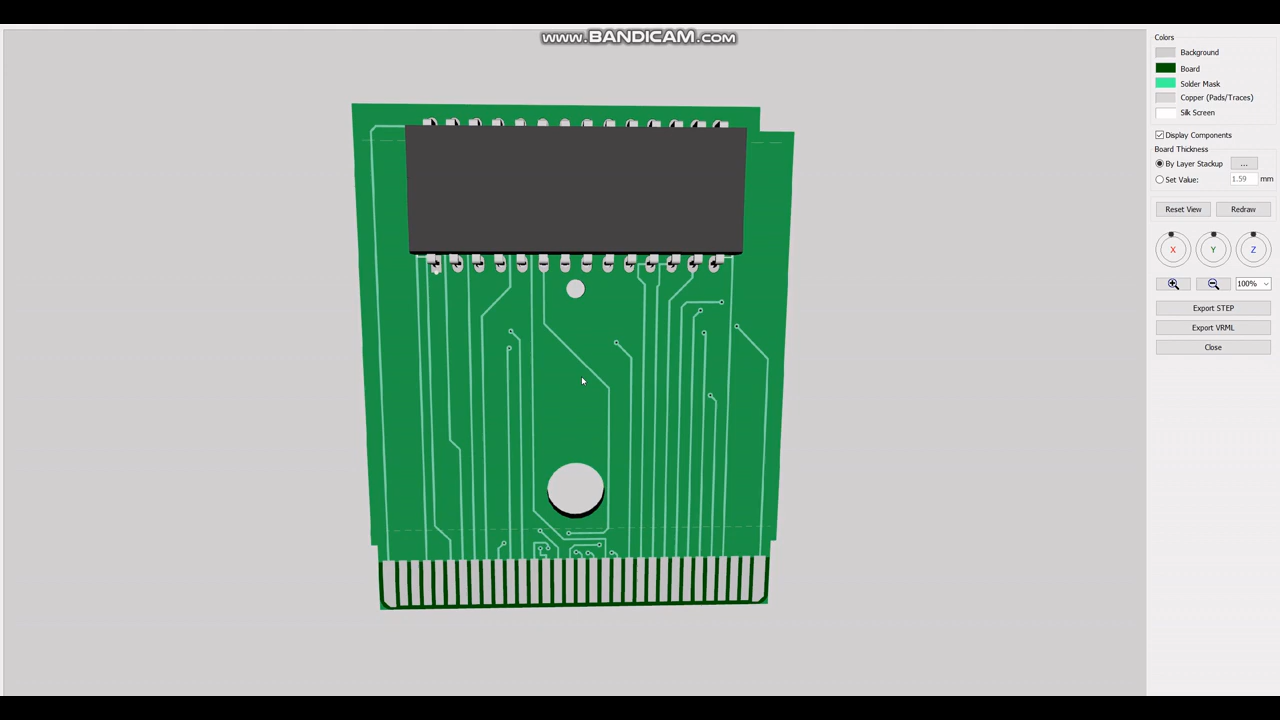 www.BANDICAM.com
Colors
Background
Board
Solder Mask
Copper (Pads/Traces)
Silk Screen
Display Components
Board Thickness
By Layer Stackup ...
Set Value: 1.59 mm
Reset View Redraw
X Y Z
100%
Export STEP
Export VRML
Close